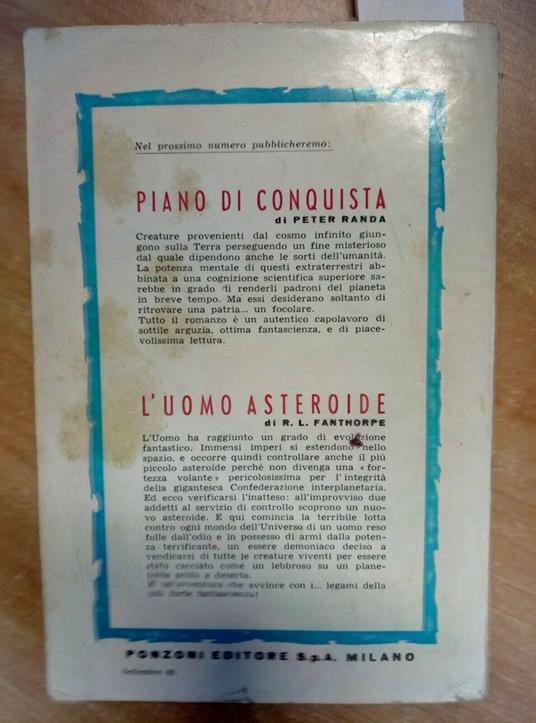 Nel prossimo numero pubblicheremo:
PIANO DI CONQUISTA
di PETER RANDA
Creature provenienti dal cosmo infinito giun-
gono sulla Terra perseguendo un fine misterioso
dal quale dipendono anche le sorti dell'umanità.
La potenza mentale di questi extraterrestri ab-
binata a una cognizione scientifica superiore sa-
rebbe in grado di renderli padroni del pianeta
in breve tempo. Ma essi desiderano soltanto di
ritrovare una patria... un focolare.
Tutto il romanzo è un autentico capolavoro di
sottile arguzia, ottima fantascienza, e di piace-
volissima lettura.
L'UOMO ASTEROIDE
di R. L. FANTHORPE
L'Uomo ha raggiunto un grado di evoluzione
fantastico. Immensi imperi si estendono nello
spazio, e occorre quindi controllare anche il più
piccolo asteroide perchè non divenga una « for-
tezza volante » pericolosissima per l'integrità
della gigantesca Confederazione interplanetaria.
Ed ecco verificarsi l'inatteso: all'improvviso due
addetti al servizio di controllo scoprono un nuo-
vo asteroide. E qui comincia la terribile lotta
contro ogni mondo dell'Universo di un uomo reso
folle dall'odio e in possesso di armi dalla poten-
za terrificante, un essere demoniaco deciso a
vendicarsi di tutte le creature viventi per essere
stato cacciato come un lebbroso su un plane-
toide arido e deserto.
È un'avventura che avvince con i... legami della
più forte fantascienza!
PONZONI EDITORE S.p.A. MILANO
Settembre